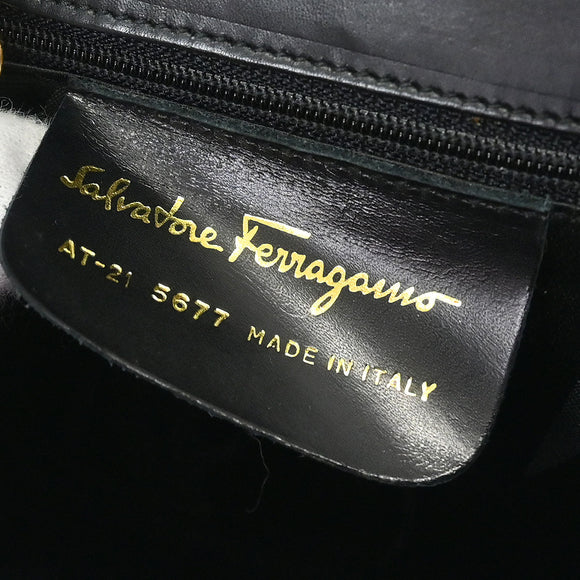 Salvatore Ferragamo
AT-21 5677 MADE IN ITALY